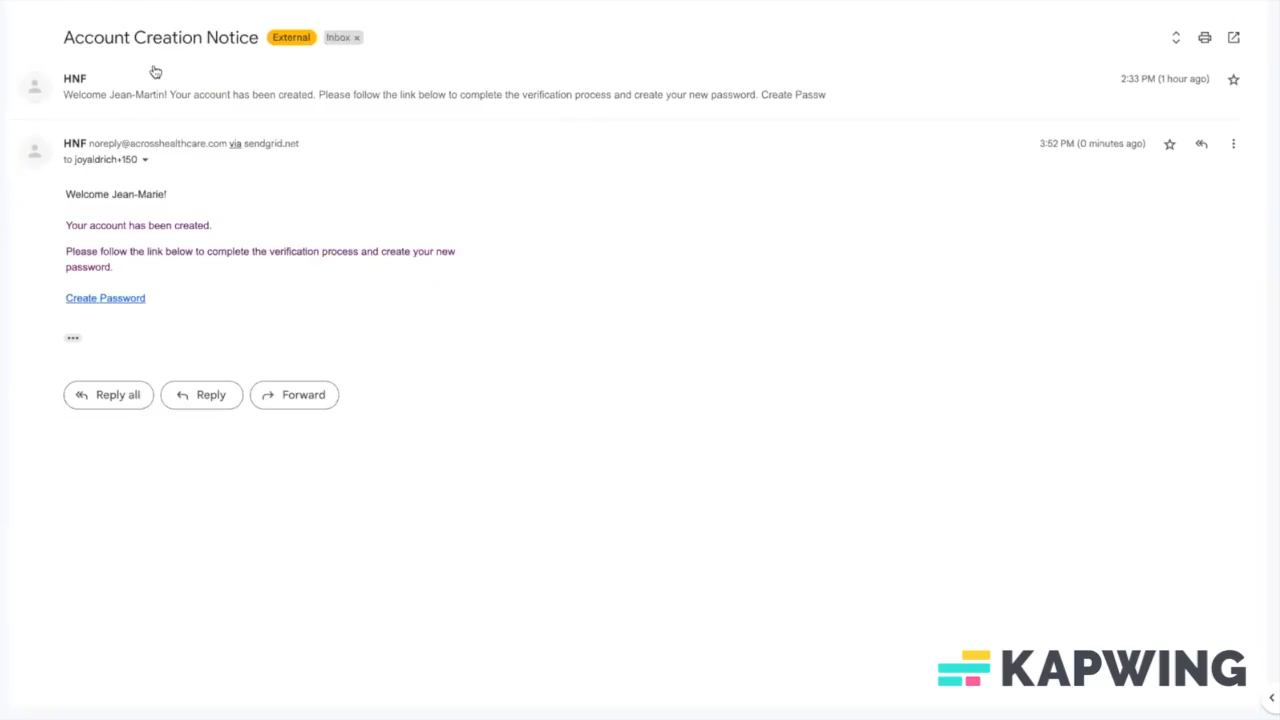 Account Creation Notice External Inbox x
HNF 2:33 PM (1 hour ago)
Welcome Jean-Martin! Your account has been created. Please follow the link below to complete the verification process and create your new password. Create Passw
HNF noreply@acrosshealthcare.com via sendgrid.net 3:52 PM (0 minutes ago)
to joyaldrich+150
Welcome Jean-Marie!
Your account has been created.
Please follow the link below to complete the verification process and create your new
password.
Create Password
Reply all Reply Forward
KAPWING